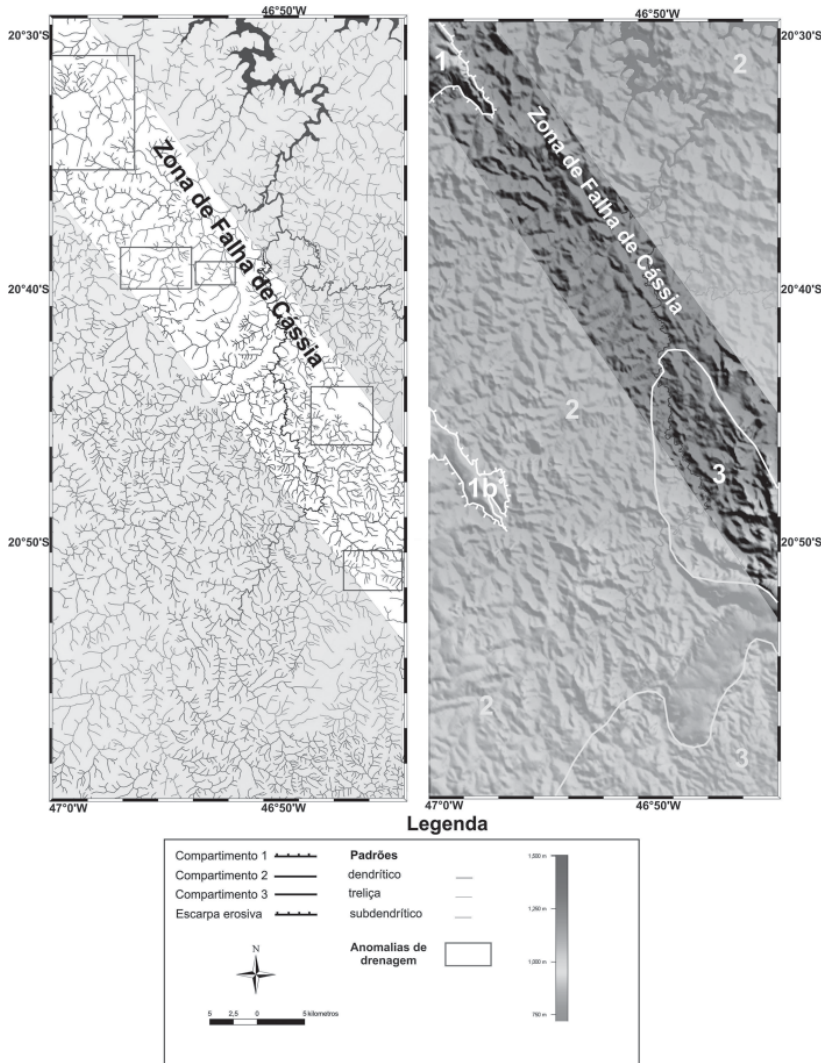 46°50'W
46°50'W
20°30'S
20°30'S
1
2
Zona de Falha de Cássia
Zona de Falha de Cássia
20°40'S
20°40'S
2
3
1b
20°50'S
20°50'S
2
3
47°0'W
46°50'W
47°0'W
46°50'W
Legenda
Compartimento 1
Compartimento 2
Compartimento 3
Escarpa erosiva
Padrões
dendrítico
treliça
subdendrítico
Anomalias de
drenagem
1,500 m
1,250 m
1,000 m
750 m
N
5 2,5 0 5 kilometros